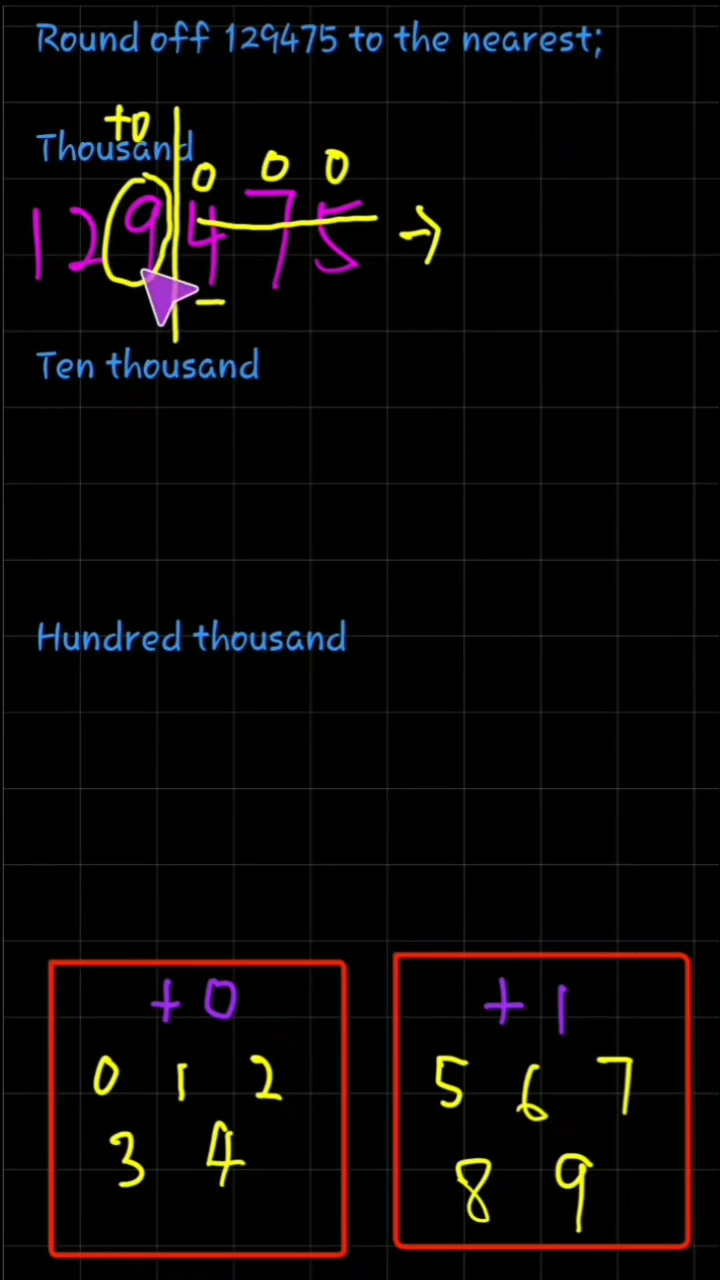 Round off 129475 to the nearest;
+0
Thousand
0 0 0
129475 →
Ten thousand
Hundred thousand
+0
0 1 2
3 4
+1
5 6 7
8 9